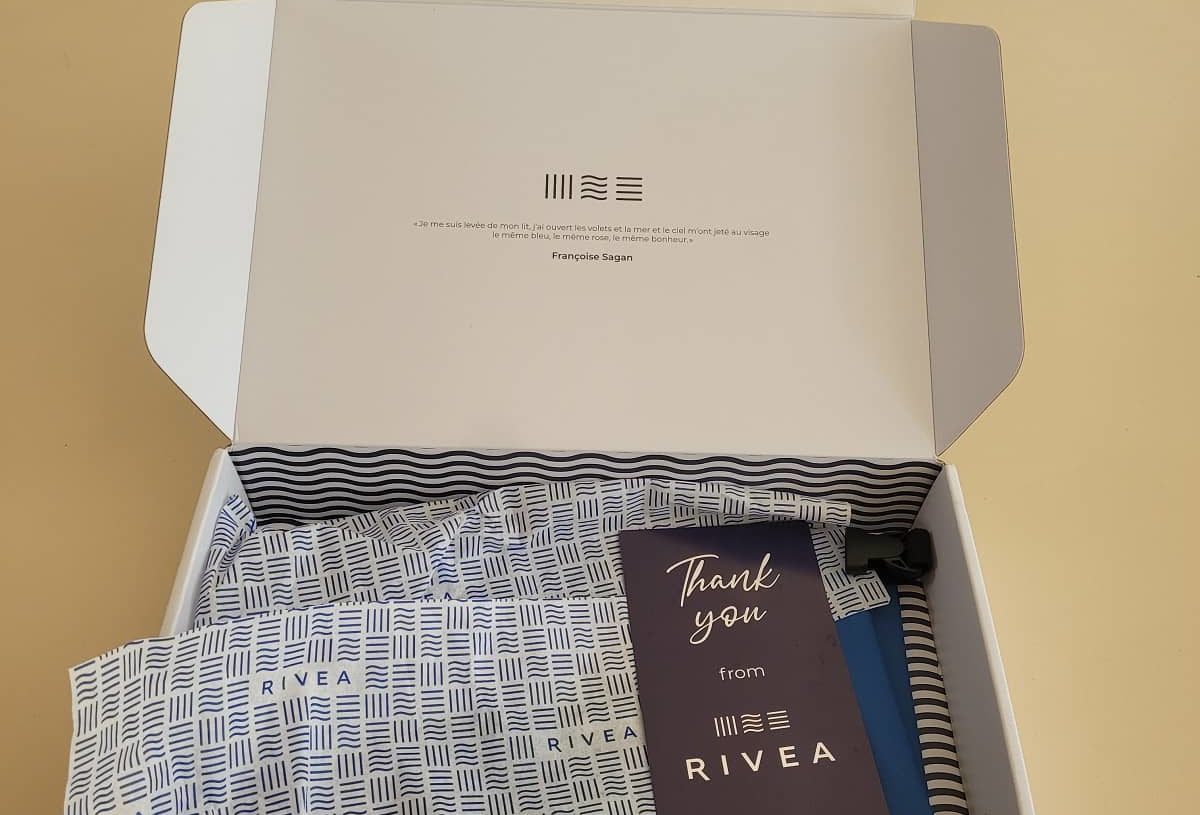 «Je me suis levée de mon lit, j'ai ouvert les volets et la mer et le ciel m'ont jeté au visage
le même bleu, le même rose, le même bonheur.»
Françoise Sagan
Thank
you
from
RIVEA
RIVEA
RIVEA